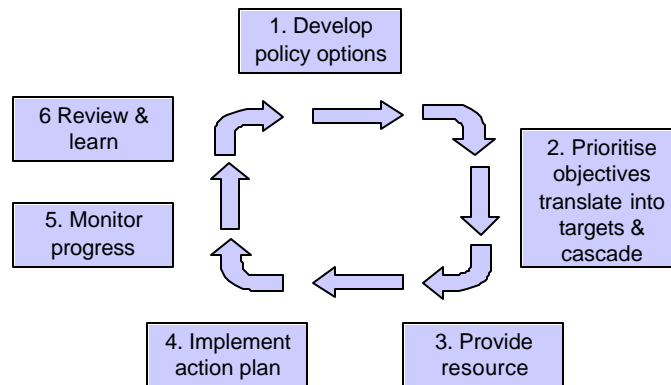 1. Develop
policy options
2. Prioritise
objectives
translate into
targets &
cascade
3. Provide
resource
4. Implement
action plan
5. Monitor
progress
6 Review &
learn